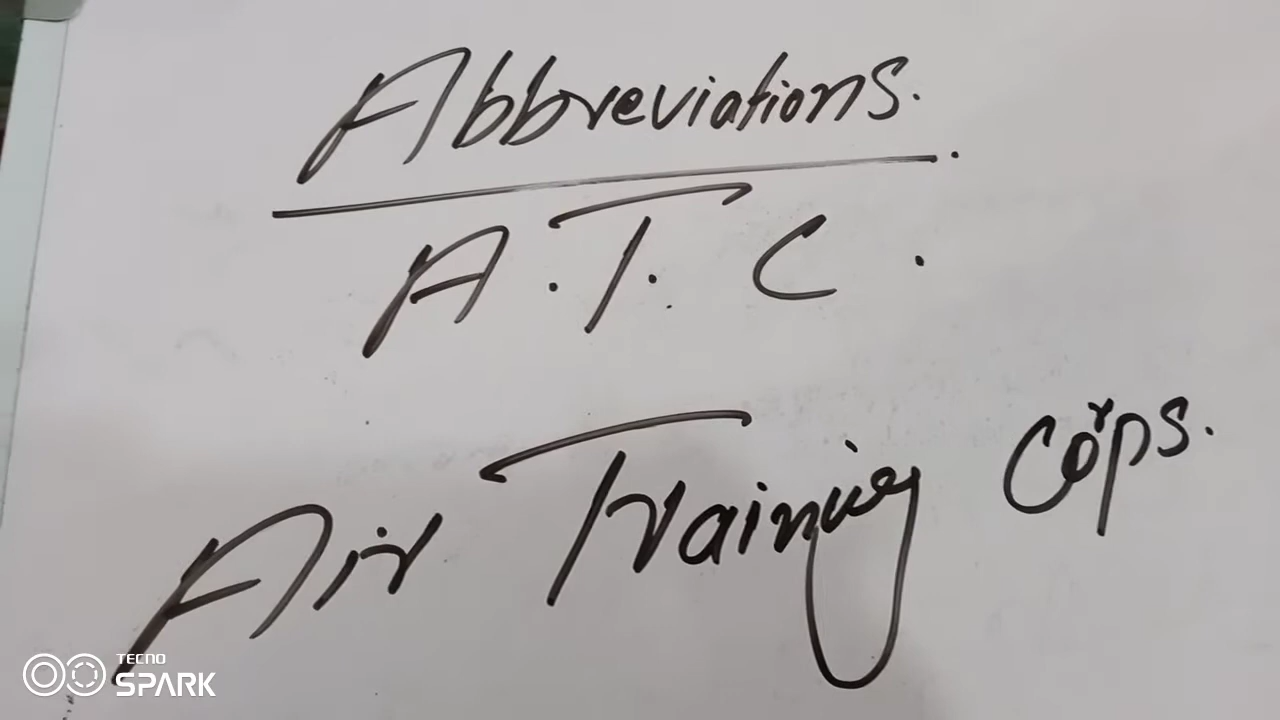 Abbreviations.
A.T.C.
Air Training Corps.
TECNO
SPARK